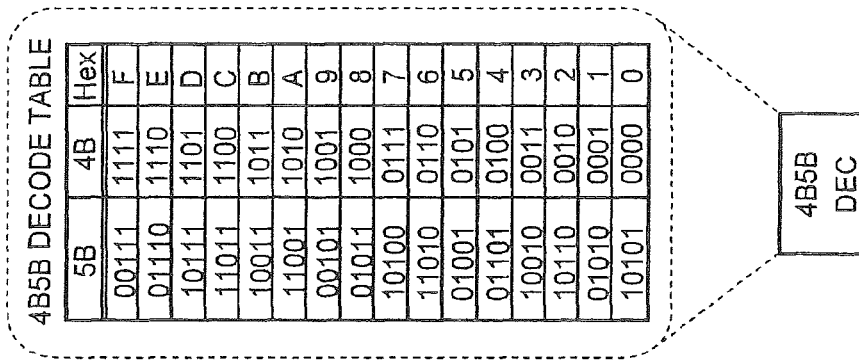 4B5B DECODE TABLE
5B 4B Hex
00111 1111 F
01110 1110 E
10111 1101 D
11011 1100 C
10011 1011 B
11001 1010 A
00101 1001 9
01011 1000 8
10100 0111 7
11010 0110 6
01001 0101 5
01101 0100 4
10010 0011 3
10110 0010 2
01010 0001 1
10101 0000 0
4B5B
DEC